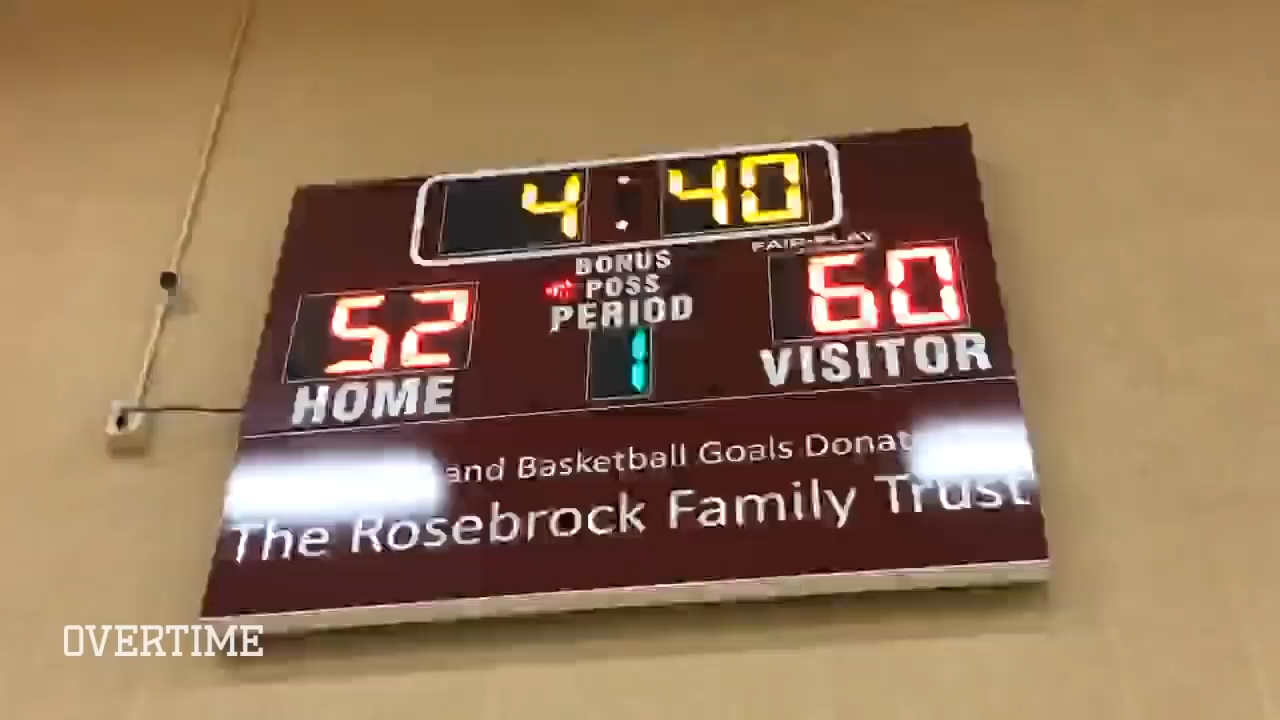 4:40
FAIR-PLAY
BONUS
POSS
52 60
PERIOD
HOME 1 VISITOR
and Basketball Goals
The Rosebrock Family Trust
OVERTIME